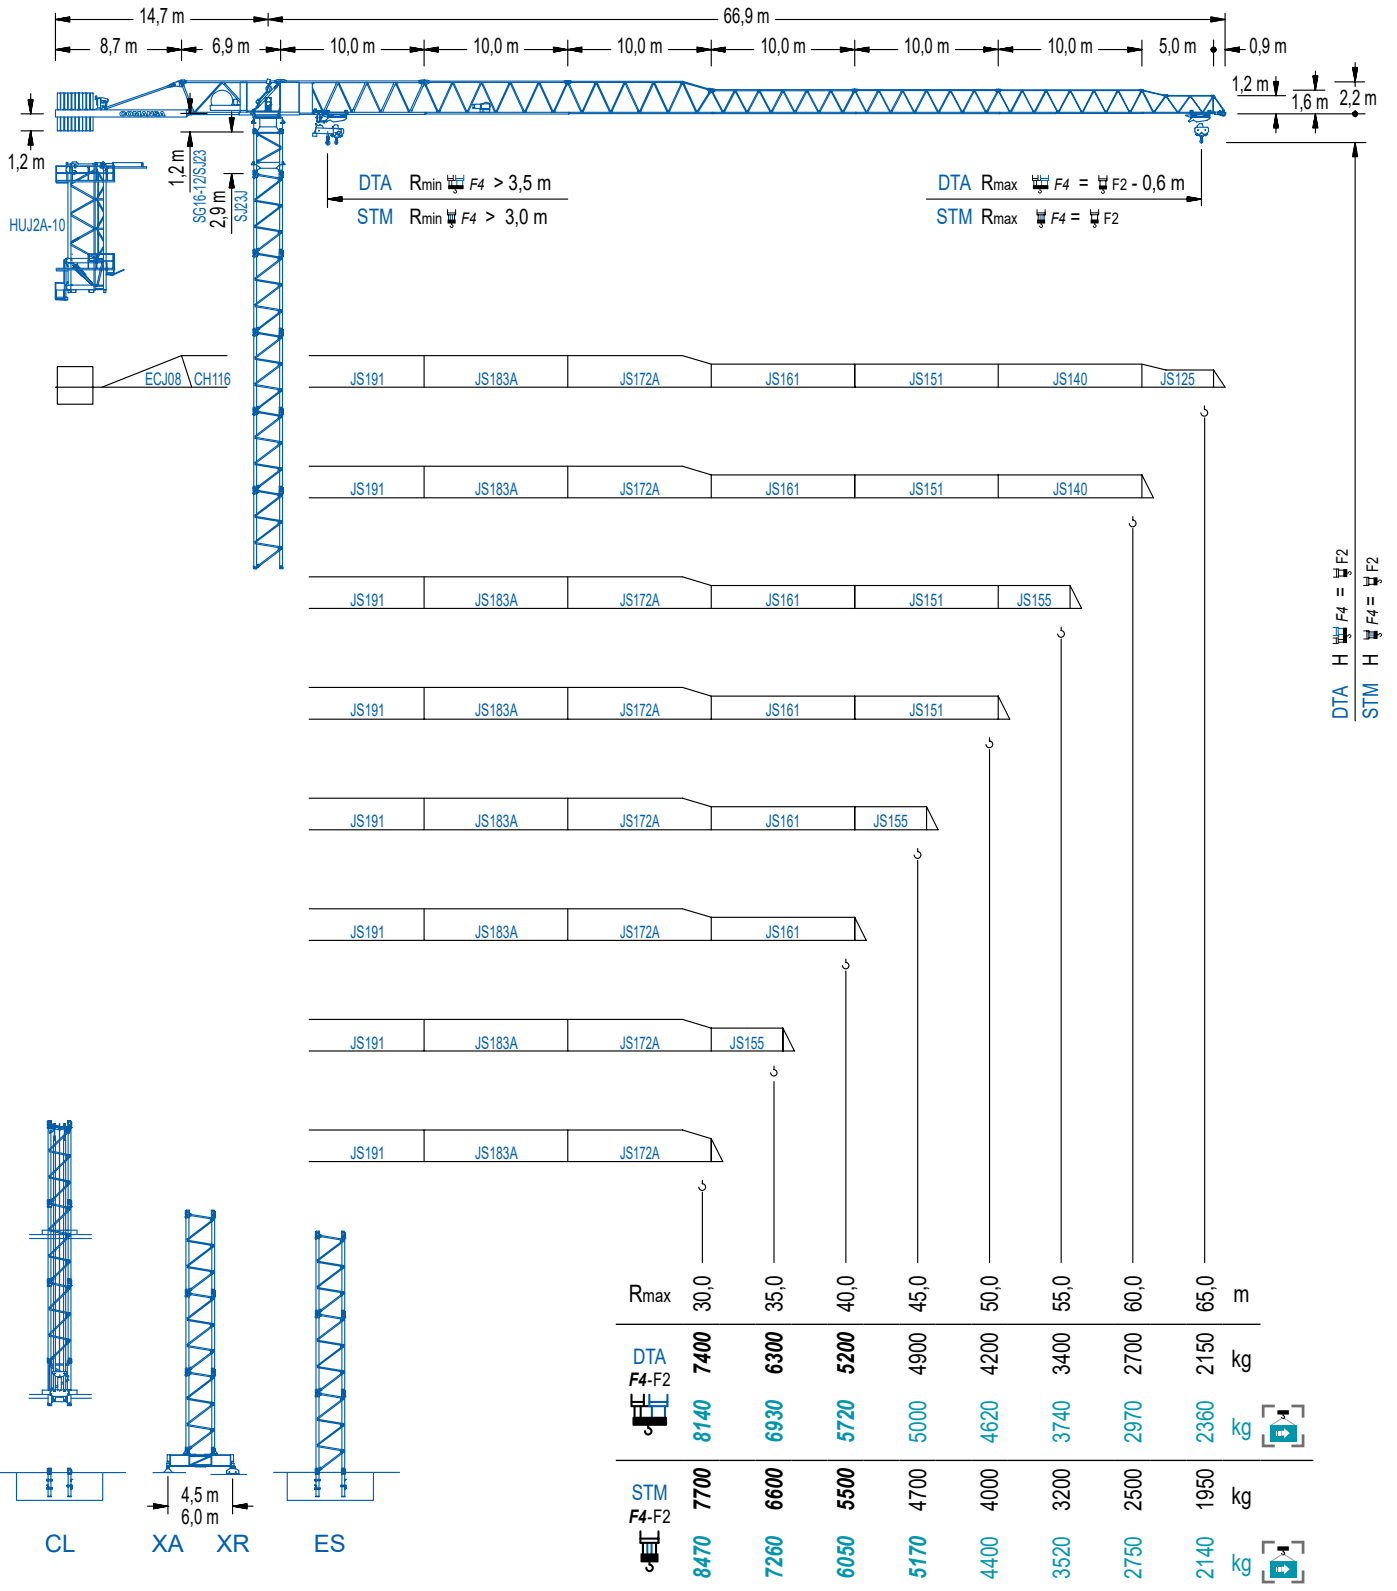 14,7 m 66,9 m
8,7 m 6,9 m 10,0 m 10,0 m 10,0 m 10,0 m 10,0 m 10,0 m 5,0 m 0,9 m
COMANSA
1,2 m 1,6 m 2,2 m
1,2 m
1,2 m
SG16-12/SJ23
2,9 m
SJ23J
HUJ2A-10
DTA Rmin F4 > 3,5 m
STM Rmin F4 > 3,0 m
DTA Rmax F4 = F2 - 0,6 m
STM Rmax F4 = F2
ECJ08 CH116 JS191 JS183A JS172A JS161 JS151 JS140 JS125
JS191 JS183A JS172A JS161 JS151 JS140
DTA H F4 = F2
STM H F4 = F2
JS191 JS183A JS172A JS161 JS151 JS155
JS191 JS183A JS172A JS161 JS151
JS191 JS183A JS172A JS161 JS155
JS191 JS183A JS172A JS161
JS191 JS183A JS172A JS155
JS191 JS183A JS172A
Rmax 30,0 35,0 40,0 45,0 50,0 55,0 60,0 65,0 m
DTA 7400 6300 5200 4900 4200 3400 2700 2150 kg
F4-F2
8140 6930 5720 5000 4620 3740 2970 2360 kg
STM 7700 6600 5500 4700 4000 3200 2500 1950 kg
F4-F2
8470 7260 6050 5170 4400 3520 2750 2140 kg
4,5 m
6,0 m
CL XA XR ES